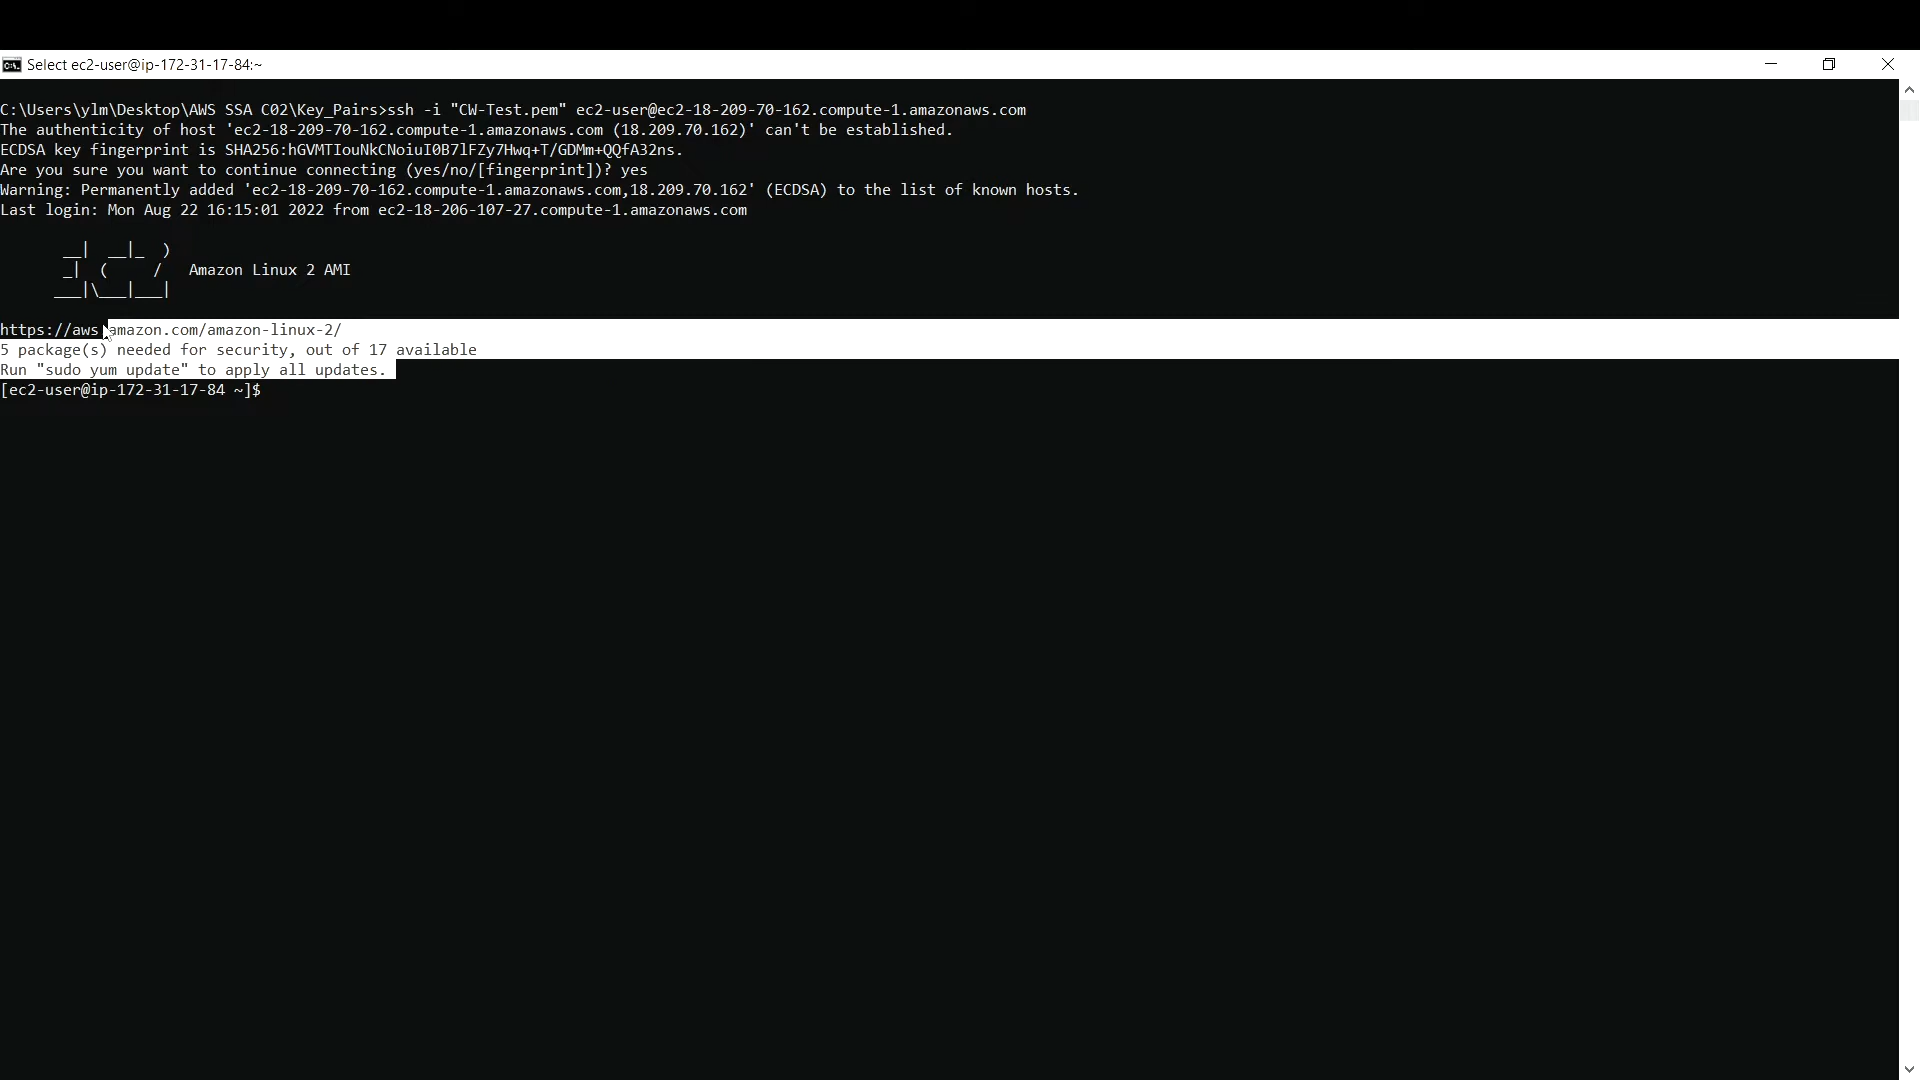 Select ec2-user@ip-172-31-17-84:~
C:\Users\ylm\Desktop\AWS SSA C02\Key_Pairs>ssh -i "CW-Test.pem" ec2-user@ec2-18-209-70-162.compute-1.amazonaws.com
The authenticity of host 'ec2-18-209-70-162.compute-1.amazonaws.com (18.209.70.162)' can't be established.
ECDSA key fingerprint is SHA256:hGVMTIouNkCNoiuI0B7lFZy7Hwq+T/GDMm+QQfA32ns.
Are you sure you want to continue connecting (yes/no/[fingerprint])? yes
Warning: Permanently added 'ec2-18-209-70-162.compute-1.amazonaws.com,18.209.70.162' (ECDSA) to the list of known hosts.
Last login: Mon Aug 22 16:15:01 2022 from ec2-18-206-107-27.compute-1.amazonaws.com
       __|  __|_  )
       _|  (     /   Amazon Linux 2 AMI
      ___|\___|___|
https://aws.amazon.com/amazon-linux-2/
5 package(s) needed for security, out of 17 available
Run "sudo yum update" to apply all updates.
[ec2-user@ip-172-31-17-84 ~]$